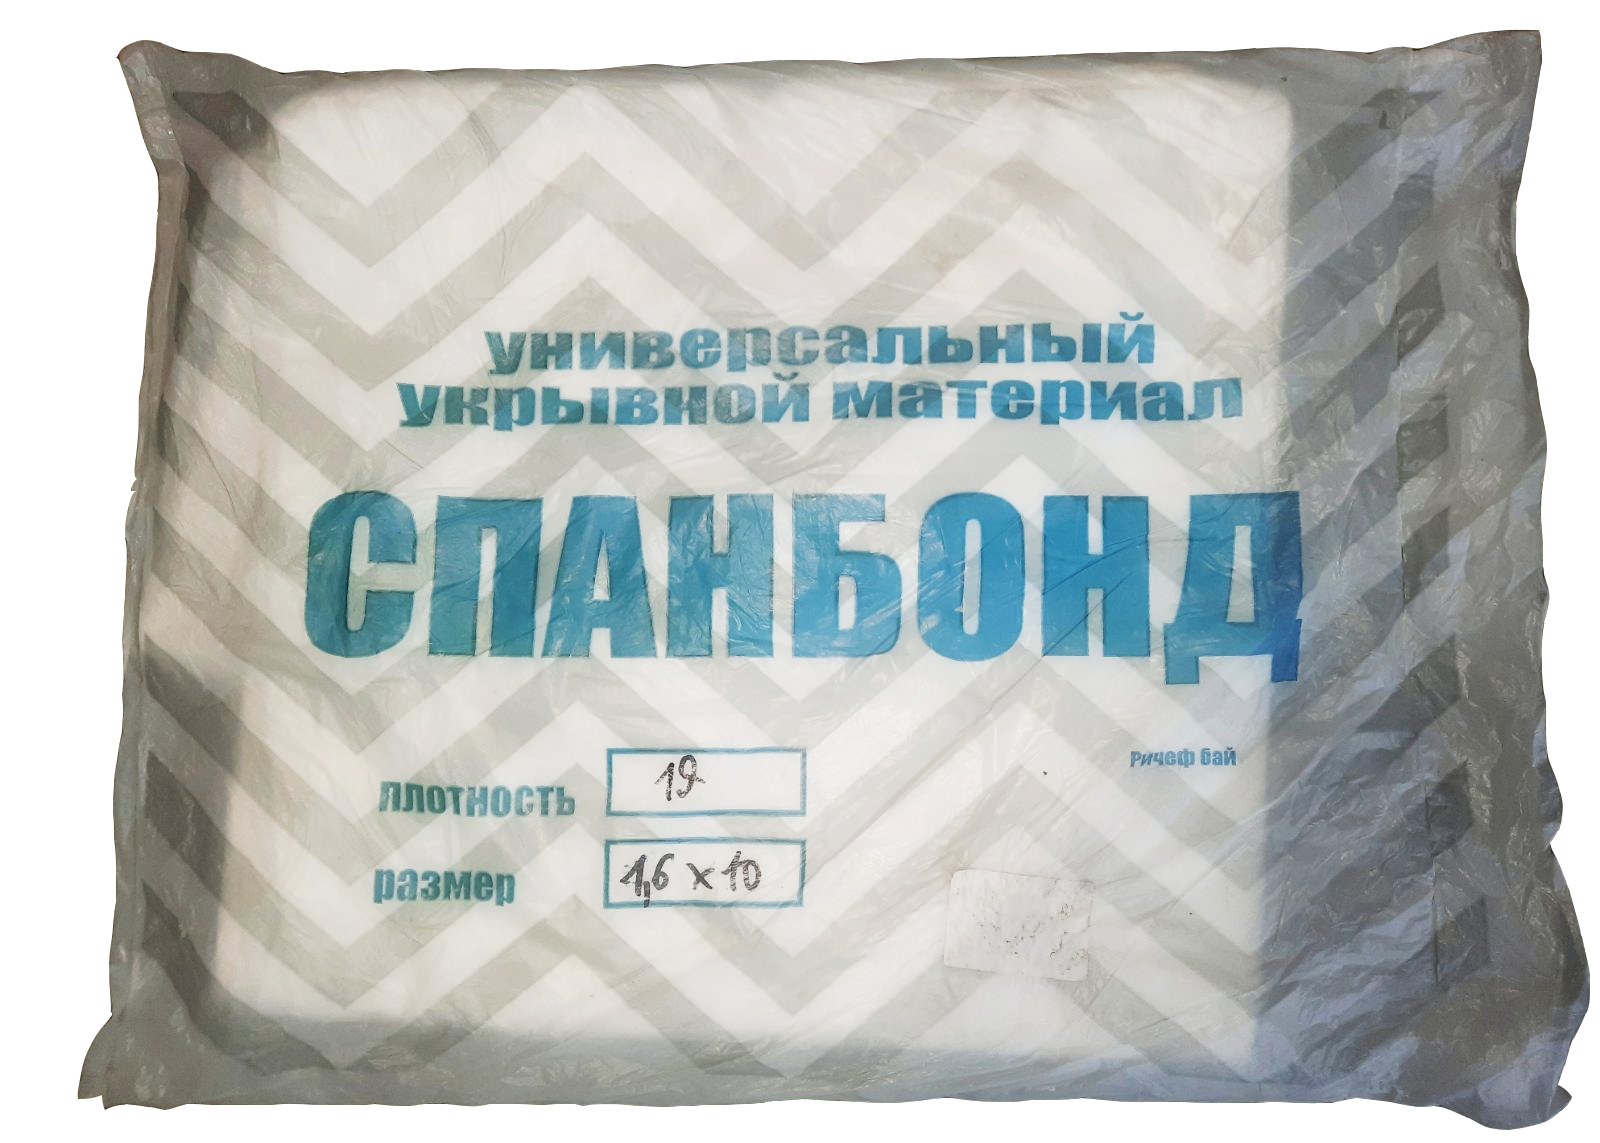 универсальный
укрывной материал
СПАНБОНД
Ричеф бай
плотность 19
размер 1,6 х 10